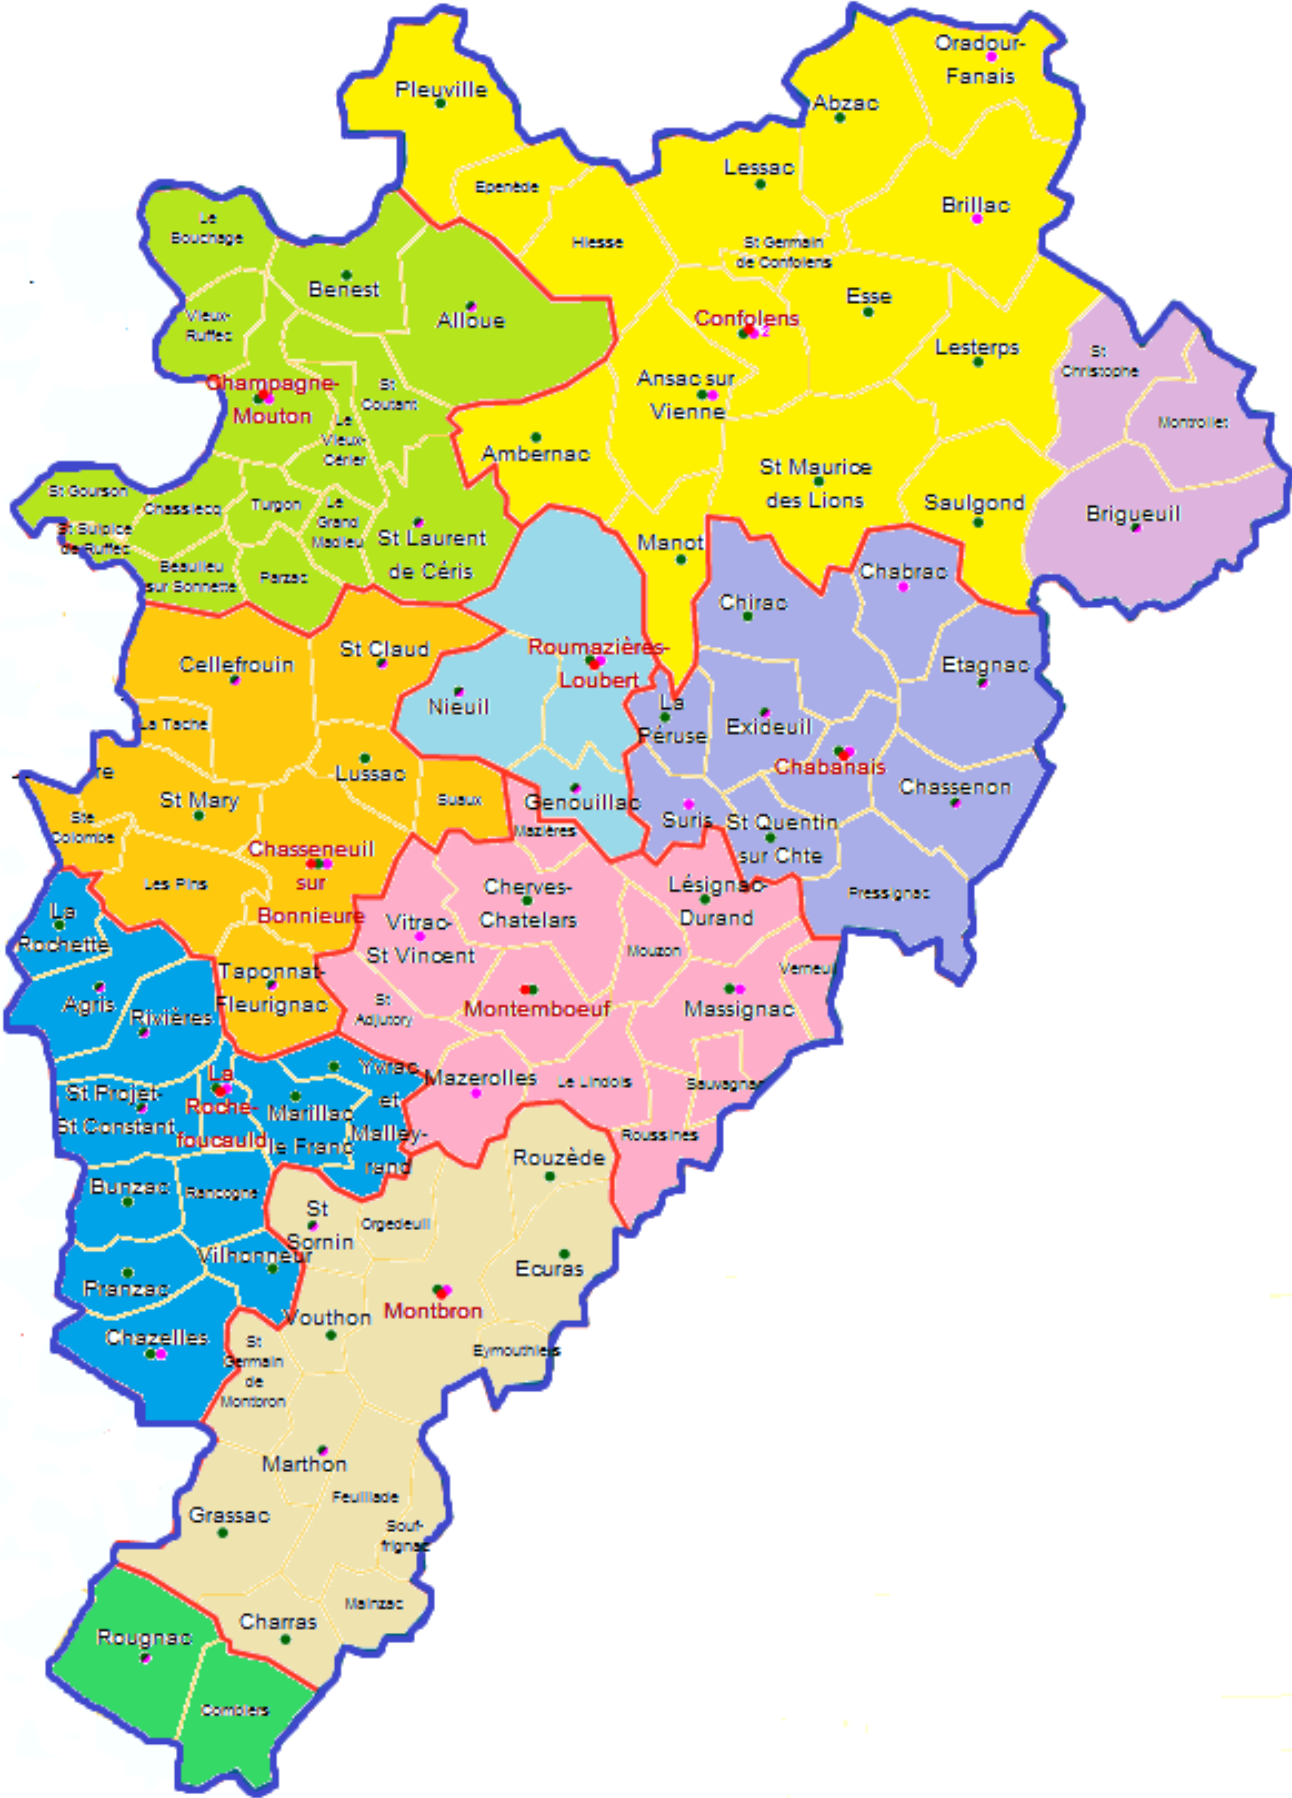 Oradour-
Fanais
Pleuville
Abzac
Lessac
Epenède
Brillac
Le
Bouchage
Hiesse
St Germain
de Confolens
Benest
Esse
Vieux-
Ruffec
Alloue
Confolens
2
Lesterps
St
Christophe
Champagne-
Mouton
St
Coutant
Ansac sur
Vienne
Montrollet
Le
Vieux-
Cérier
Ambernac
St Maurice
des Lions
Saulgond
Brigueuil
St Gourson
Chassiecq
Turgon
Le
Grand
Madieu
St Sulpice
de Ruffec
St Laurent
de Céris
Manot
Beaulieu
sur Sonnette
Parzac
Chabrac
Chirac
Cellefrouin
St Claud
Roumazières-
Loubert
Etagnac
Nieuil
La
Péruse
Exideuil
La Tache
Chabanais
re
Lussac
Chassenon
St Mary
Suaux
Genouillac
Suris
St Quentin
sur Chte
Ste
Colombe
Mazières
Chasseneuil
sur
Bonnieure
Les Pins
Cherves-
Chatelars
Lésignac-
Durand
Pressignac
La
Rochette
Vitrac-
St Vincent
Mouzon
Verneui
Taponnat-
Fleurignac
Agris
Rivières
St
Adjutory
Montemboeuf
Massignac
La
Roche-
foucauld
Yvrac
et
Malley-
rand
Mazerolles
Le Lindois
Sauvagnac
St Projet-
St Constant
Marillac
le Franc
Roussines
Rouzède
Bunzac
Rancogne
St
Sornin
Orgedeuil
Vilhonneur
Ecuras
Pranzac
Montbron
Vouthon
Chazelles
St
Germain
de
Montbron
Eymouthiers
Marthon
Feuillade
Grassac
Souf-
frignac
Mainzac
Charras
Rougnac
Combiers